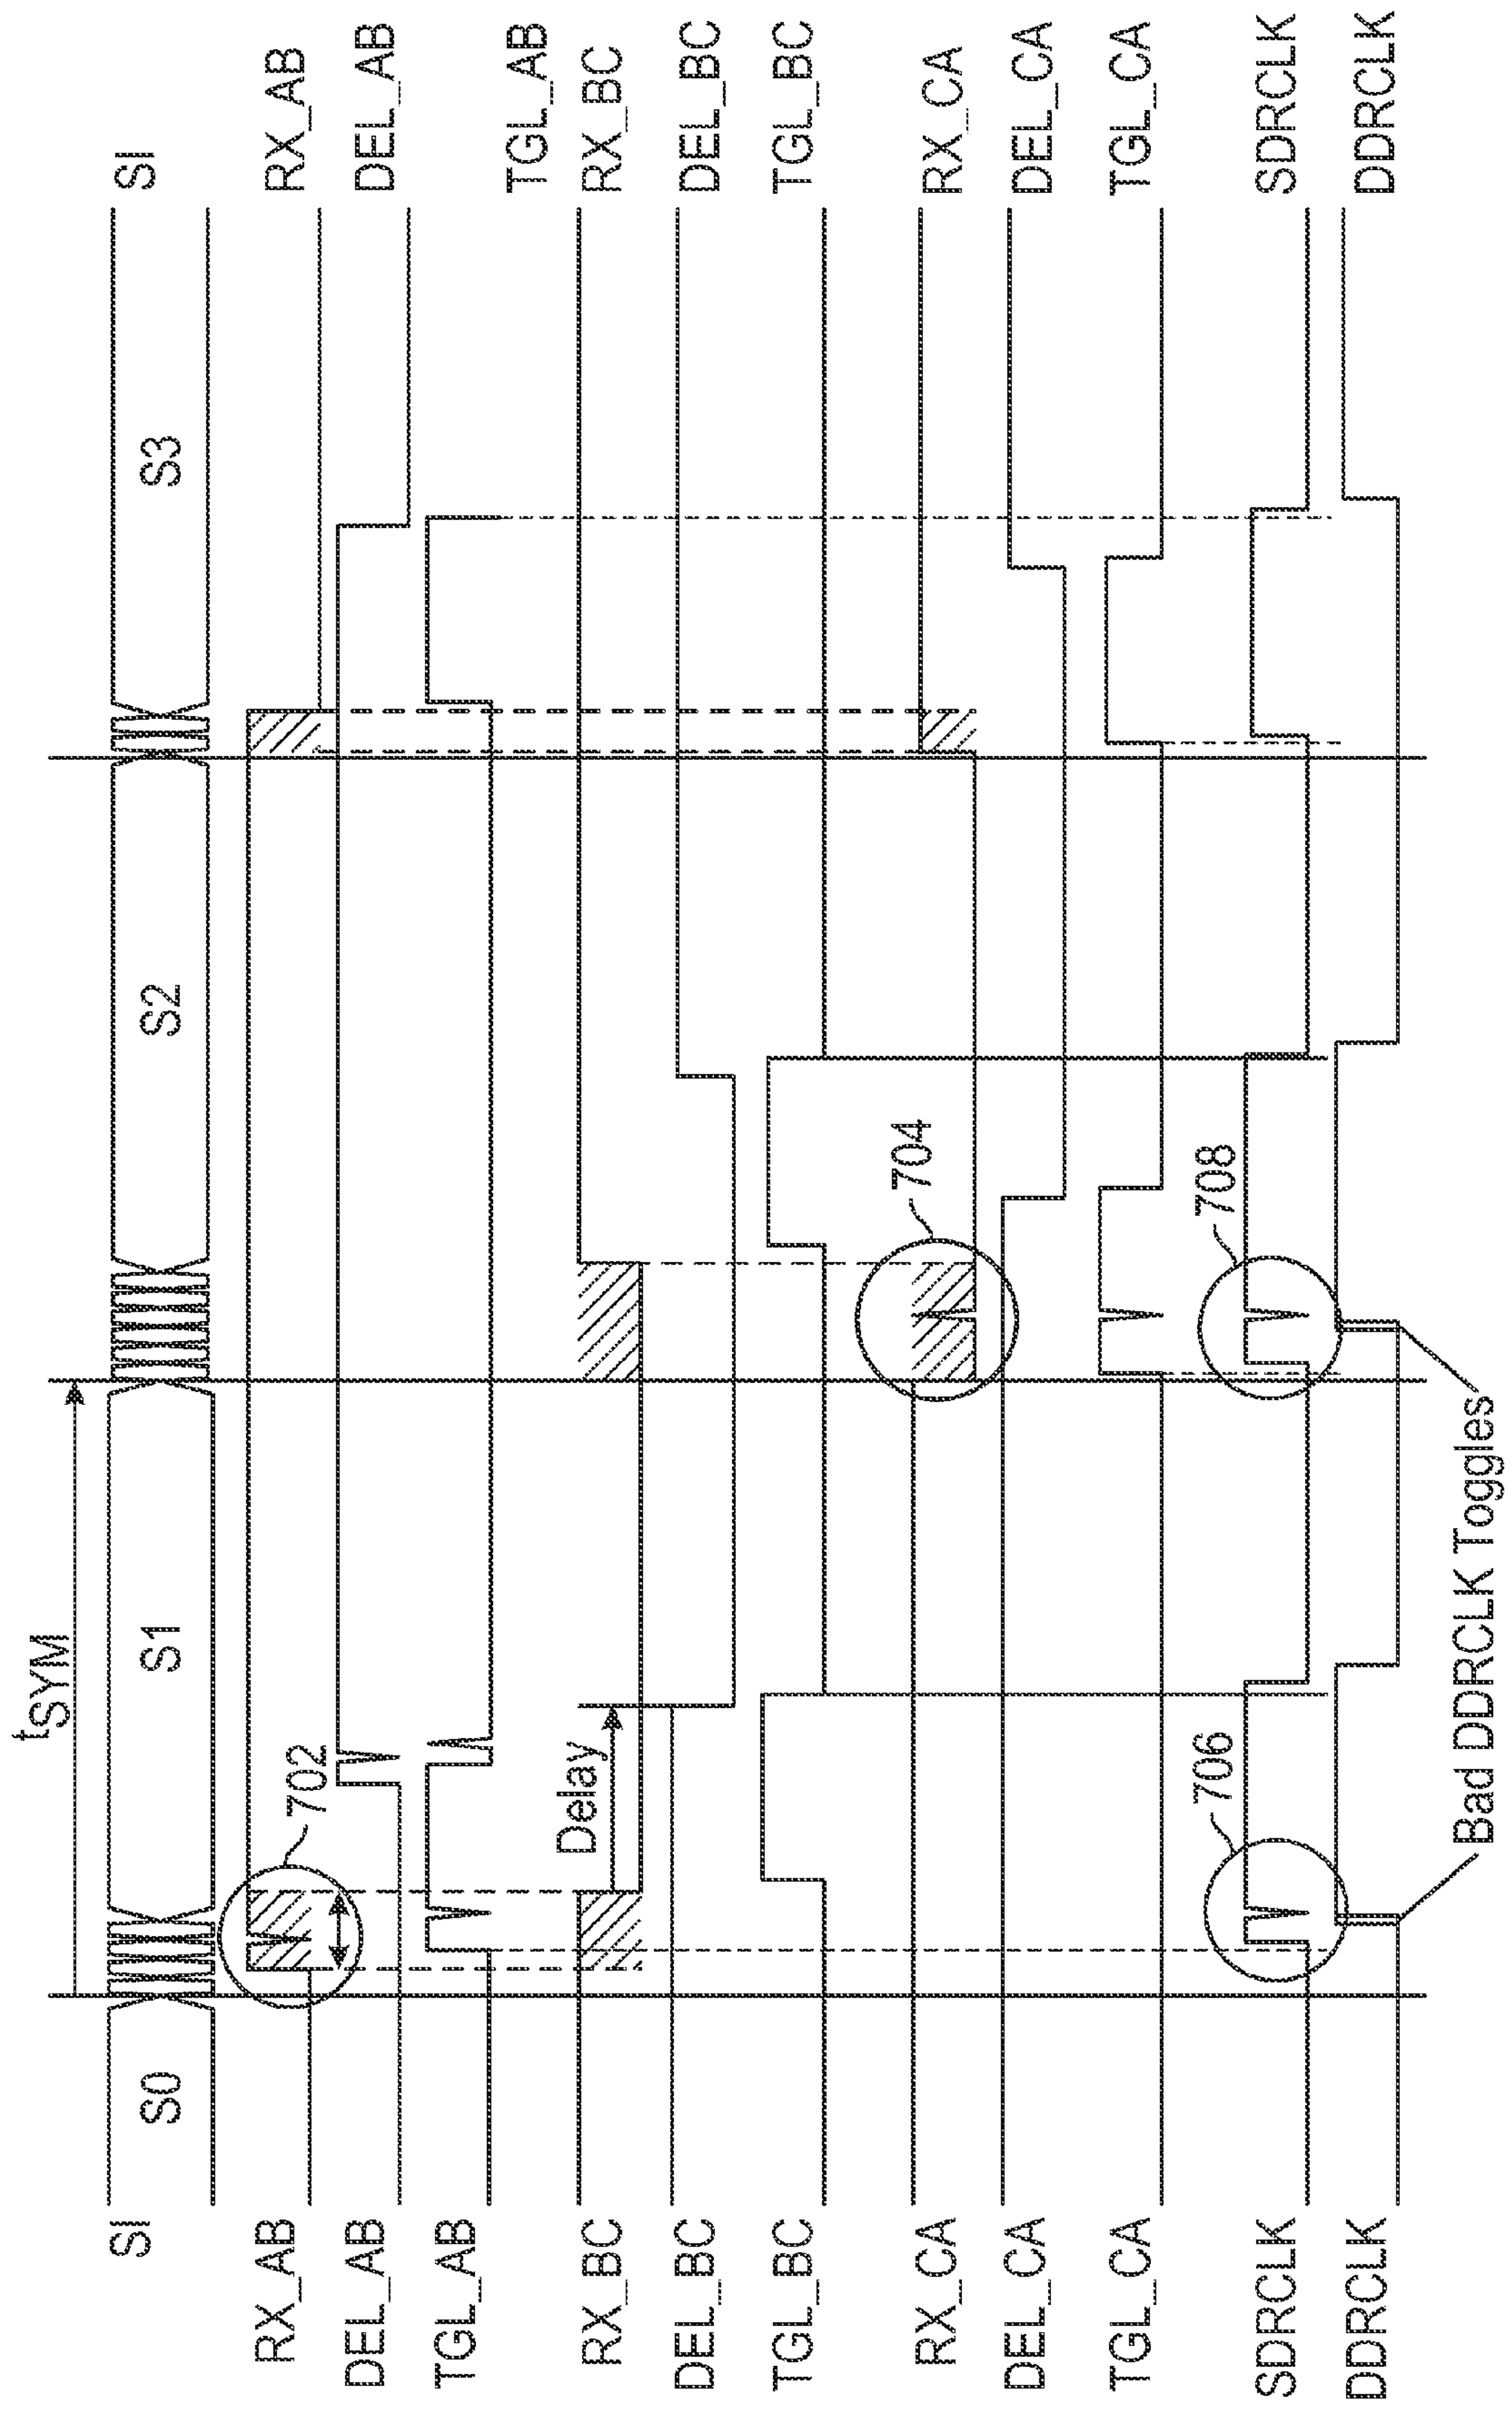 tSYM
SI
S0
S1
S2
S3
SI
RX_AB
702
RX_AB
DEL_AB
DEL_AB
TGL_AB
TGL_AB
RX_BC
Delay
RX_BC
DEL_BC
DEL_BC
TGL_BC
TGL_BC
RX_CA
704
RX_CA
DEL_CA
DEL_CA
TGL_CA
TGL_CA
SDRCLK
706
708
SDRCLK
DDRCLK
DDRCLK
Bad DDRCLK Toggles